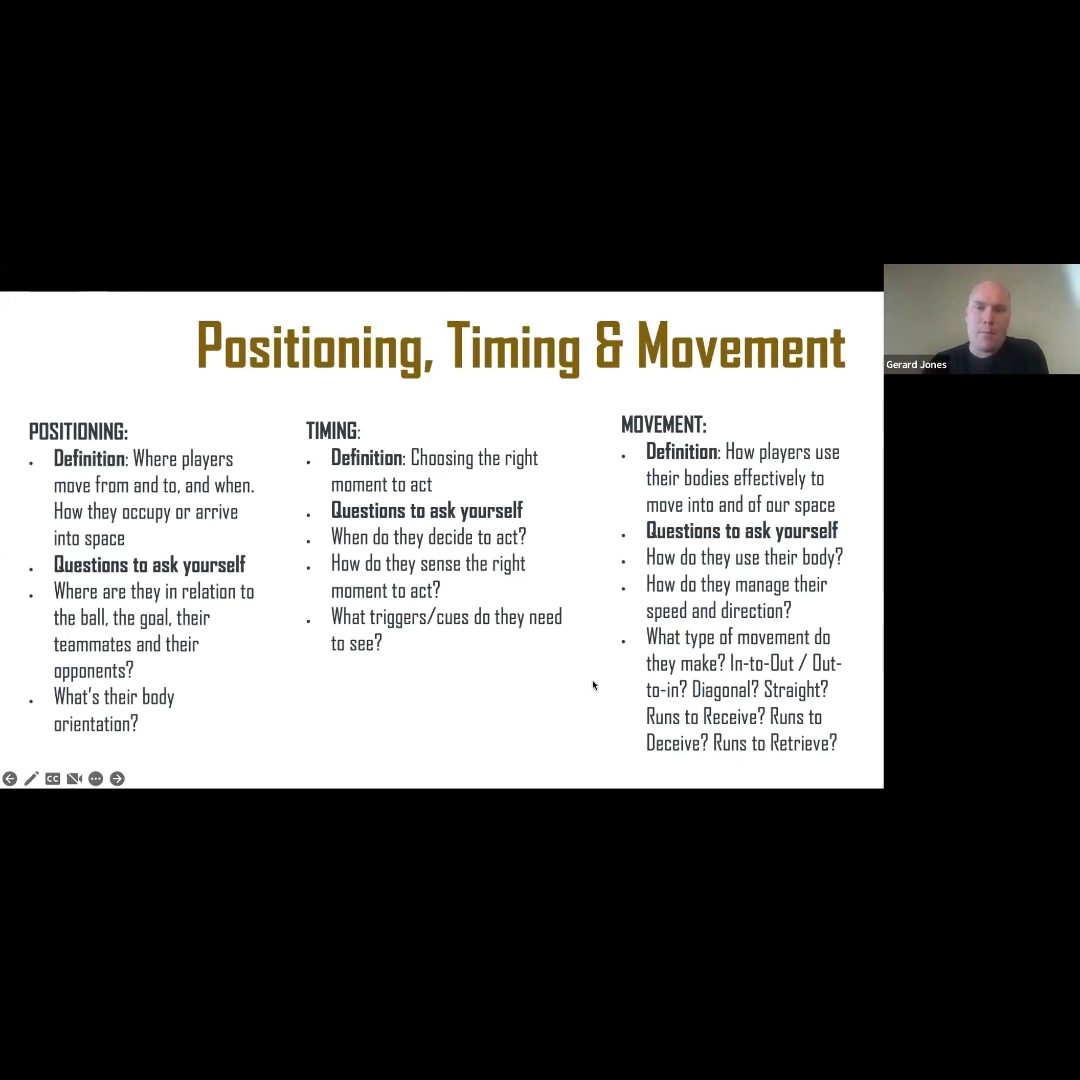 Positioning, Timing & Movement
POSITIONING:
Definition: Where players
move from and to, and when.
How they occupy or arrive
into space
Questions to ask yourself
Where are they in relation to
the ball, the goal, their
teammates and their
opponents?
What's their body
orientation?
TIMING:
Definition: Choosing the right
moment to act
Questions to ask yourself
When do they decide to act?
How do they sense the right
moment to act?
What triggers/cues do they need
to see?
MOVEMENT:
Definition: How players use
their bodies effectively to
move into and of our space
Questions to ask yourself
How do they use their body?
How do they manage their
speed and direction?
What type of movement do
they make? In-to-Out / Out-
to-in? Diagonal? Straight?
Runs to Receive? Runs to
Deceive? Runs to Retrieve?
Gerard Jones
CC